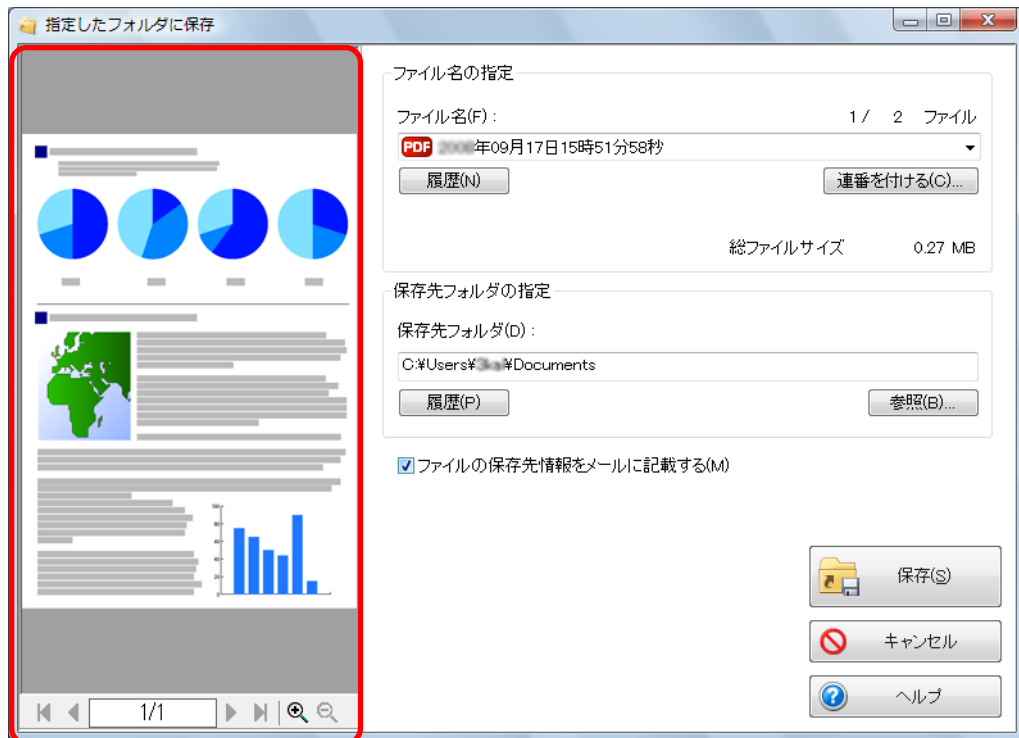 指定したフォルダに保存
ファイル名の指定
ファイル名(F):
1 / 2 ファイル
PDF 年09月17日15時51分58秒
履歴(N)
連番を付ける(C)...
総ファイルサイズ 0.27 MB
保存先フォルダの指定
保存先フォルダ(D):
C:¥Users¥ ¥Documents
履歴(P)
参照(B)...
ファイルの保存先情報をメールに記載する(M)
保存(S)
キャンセル
ヘルプ
1/1